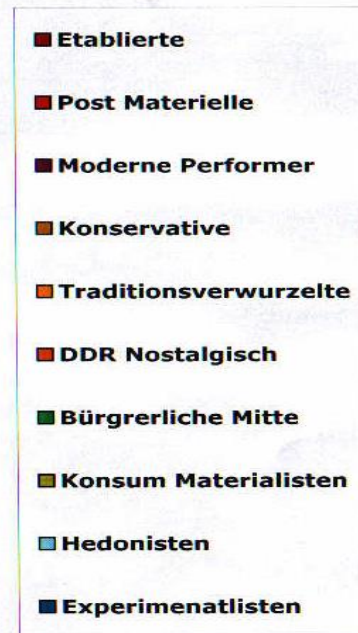 Etablierte
Post Materielle
Moderne Performer
Konservative
Traditionsverwurzelte
DDR Nostalgisch
Bürgrerliche Mitte
Konsum Materialisten
Hedonisten
Experimenatlisten